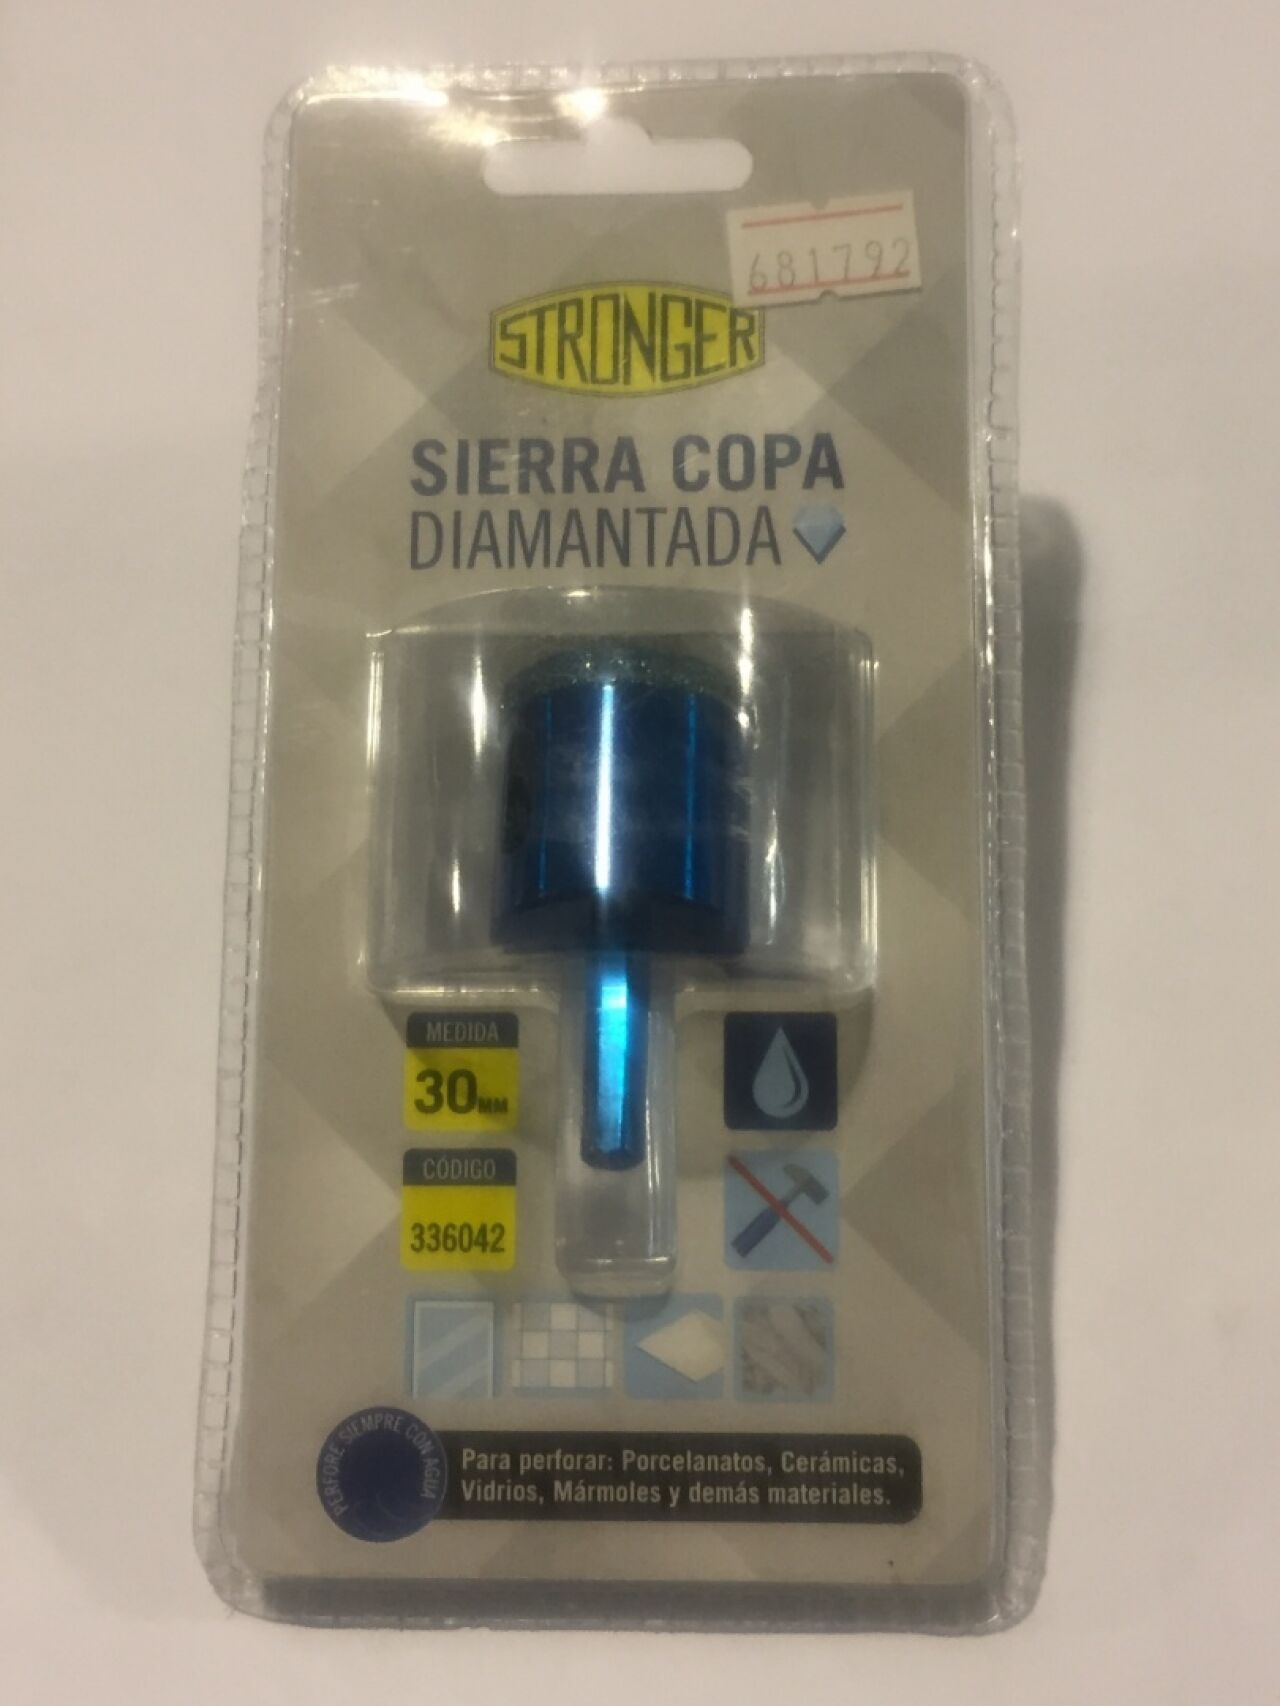 681792
STRONGER
SIERRA COPA
DIAMANTADA
MEDIDA
30MM
CÓDIGO
336042
PERFORE SIEMPRE CON AGUA
Para perforar: Porcelanatos, Cerámicas,
Vidrios, Mármoles y demás materiales.